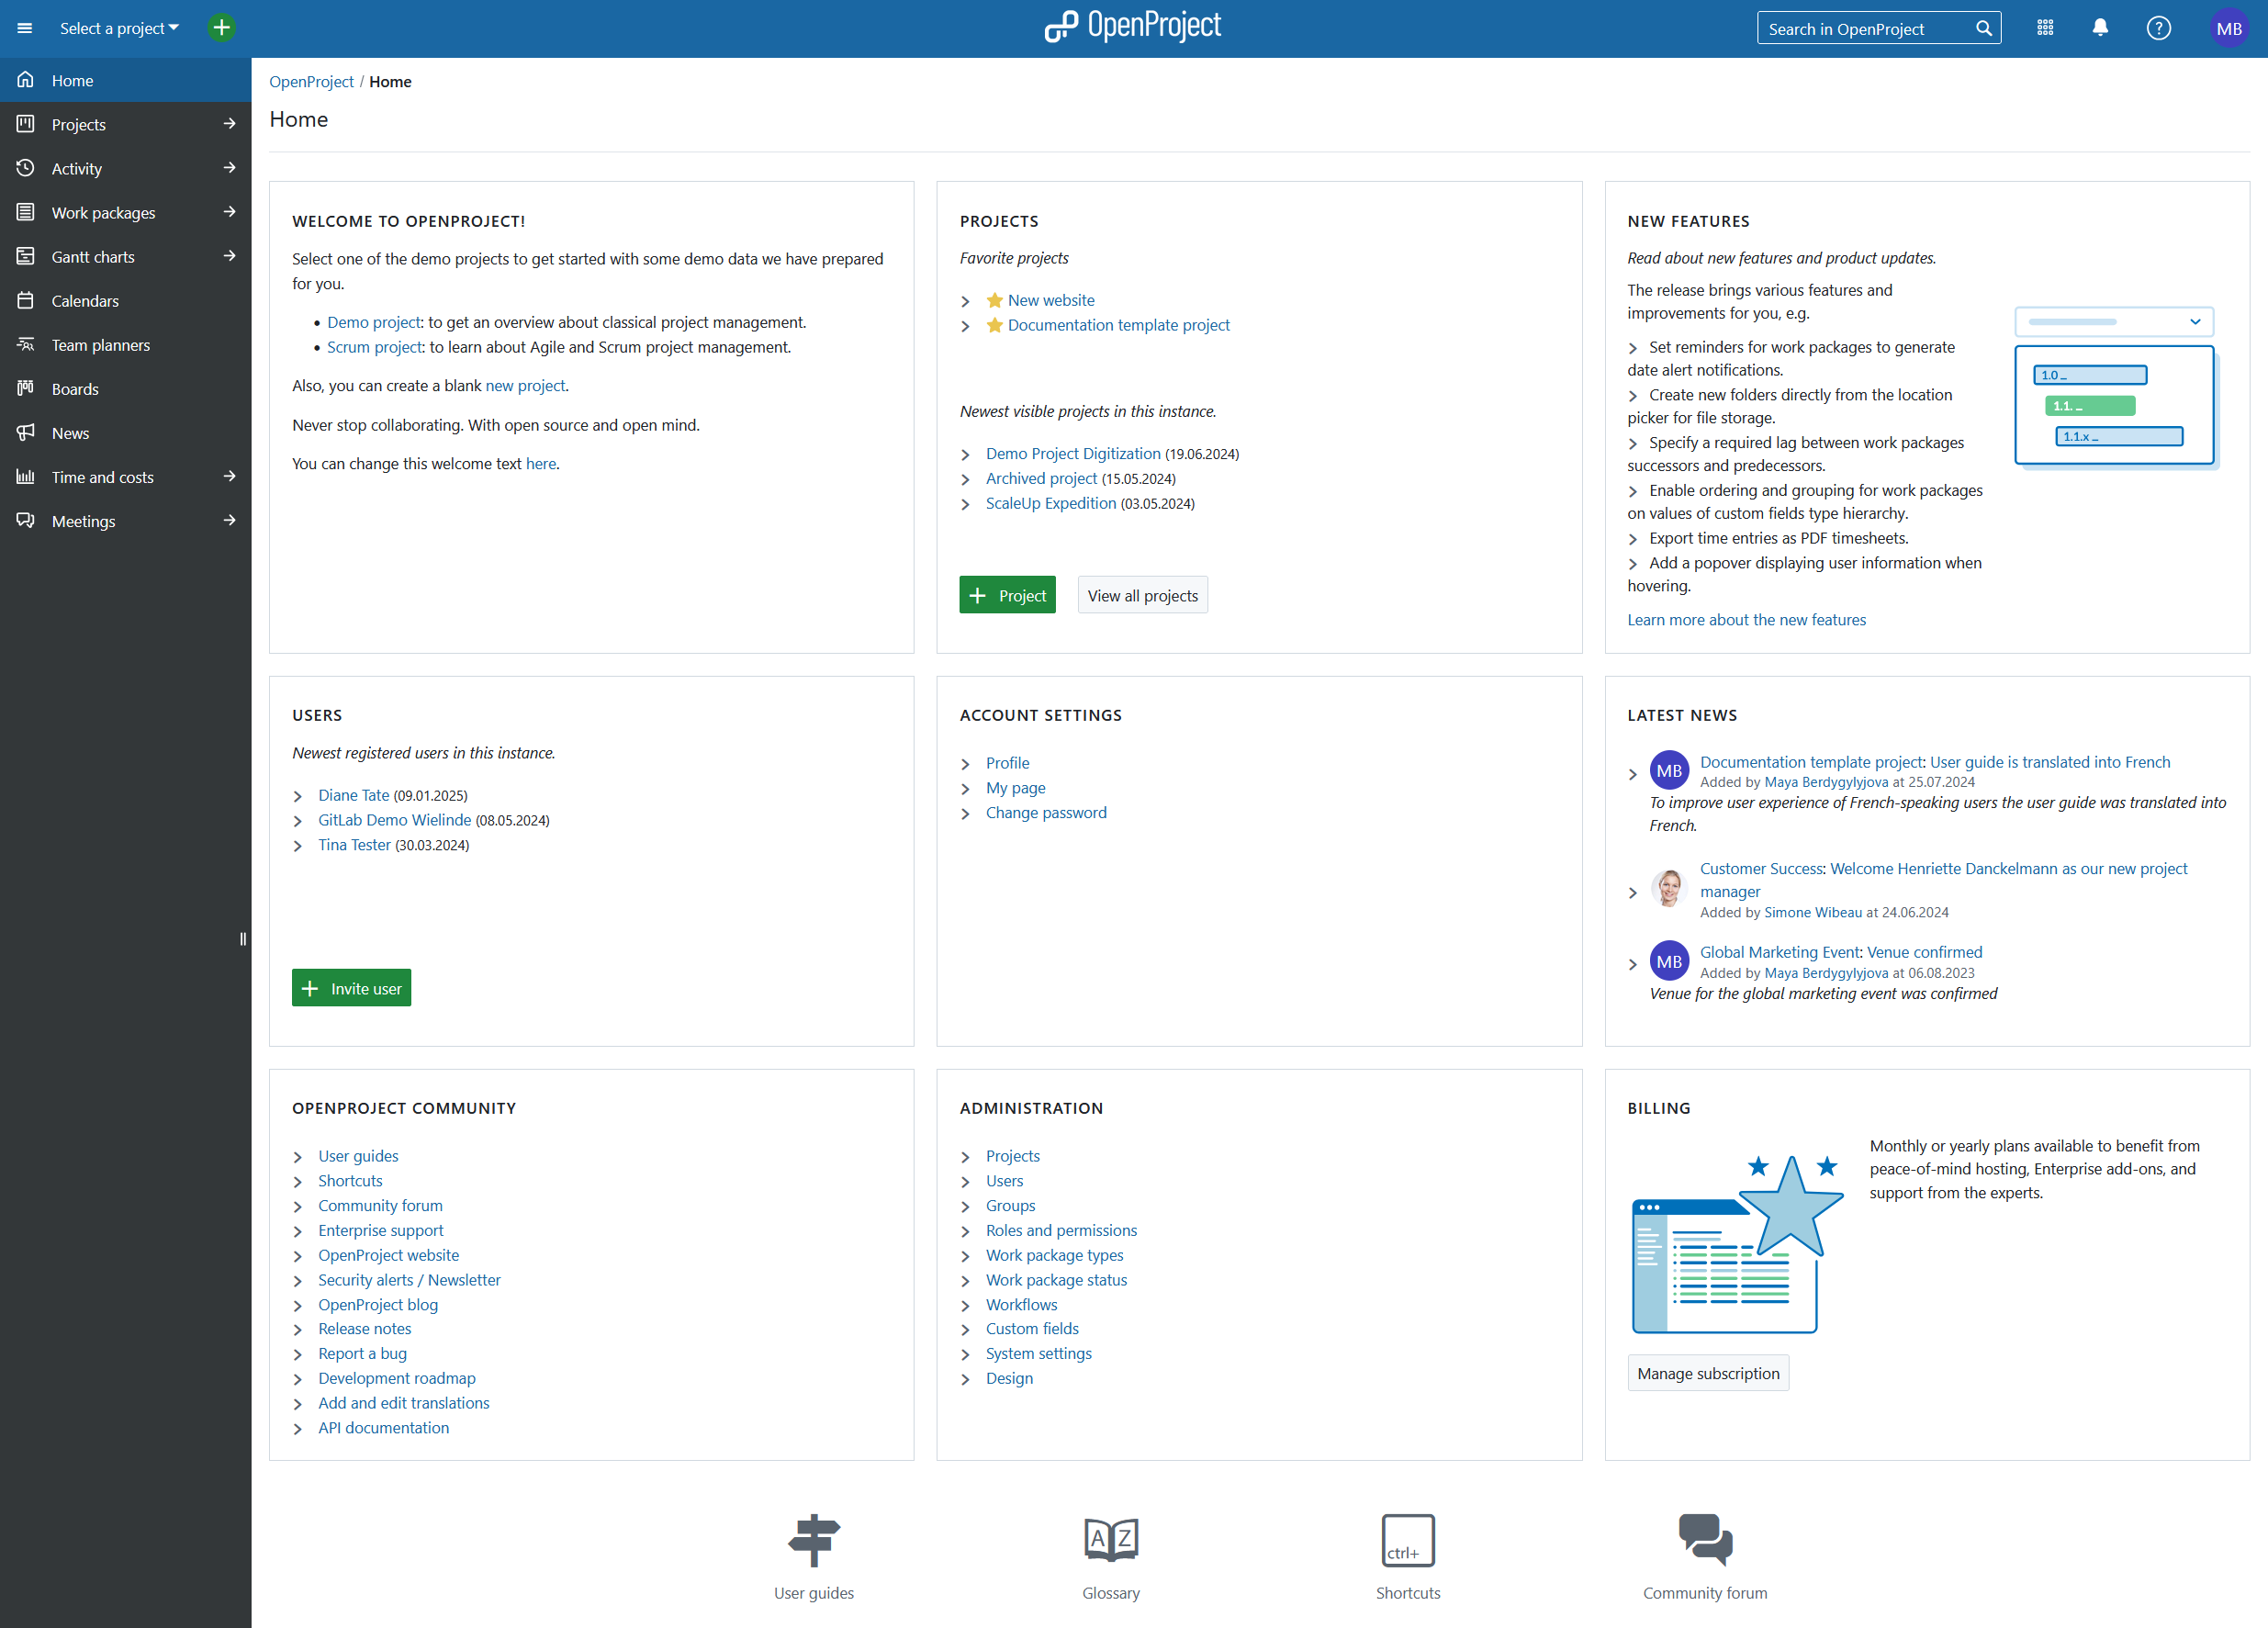 Select a project
OpenProject
Search in OpenProject
?
MB
Home
Projects
Activity
Work packages
Gantt charts
Calendars
Team planners
Boards
News
Time and costs
Meetings
OpenProject / Home
Home
WELCOME TO OPENPROJECT!
Select one of the demo projects to get started with some demo data we have prepared
for you.
• Demo project: to get an overview about classical project management.
• Scrum project: to learn about Agile and Scrum project management.
Also, you can create a blank new project.
Never stop collaborating. With open source and open mind.
You can change this welcome text here.
PROJECTS
Favorite projects
New website
Documentation template project
Newest visible projects in this instance.
Demo Project Digitization (19.06.2024)
Archived project (15.05.2024)
ScaleUp Expedition (03.05.2024)
+ Project
View all projects
NEW FEATURES
Read about new features and product updates.
The release brings various features and
improvements for you, e.g.
Set reminders for work packages to generate
date alert notifications.
Create new folders directly from the location
picker for file storage.
Specify a required lag between work packages
successors and predecessors.
Enable ordering and grouping for work packages
on values of custom fields type hierarchy.
Export time entries as PDF timesheets.
Add a popover displaying user information when
hovering.
Learn more about the new features
1.0 _
1.1. _
1.1.x _
USERS
Newest registered users in this instance.
Diane Tate (09.01.2025)
GitLab Demo Wielinde (08.05.2024)
Tina Tester (30.03.2024)
+ Invite user
ACCOUNT SETTINGS
Profile
My page
Change password
LATEST NEWS
MB
Documentation template project: User guide is translated into French
Added by Maya Berdygylyjova at 25.07.2024
To improve user experience of French-speaking users the user guide was translated into
French.
Customer Success: Welcome Henriette Danckelmann as our new project
manager
Added by Simone Wibeau at 24.06.2024
MB
Global Marketing Event: Venue confirmed
Added by Maya Berdygylyjova at 06.08.2023
Venue for the global marketing event was confirmed
OPENPROJECT COMMUNITY
User guides
Shortcuts
Community forum
Enterprise support
OpenProject website
Security alerts / Newsletter
OpenProject blog
Release notes
Report a bug
Development roadmap
Add and edit translations
API documentation
ADMINISTRATION
Projects
Users
Groups
Roles and permissions
Work package types
Work package status
Workflows
Custom fields
System settings
Design
BILLING
Monthly or yearly plans available to benefit from
peace-of-mind hosting, Enterprise add-ons, and
support from the experts.
Manage subscription
A Z
ctrl+
User guides
Glossary
Shortcuts
Community forum